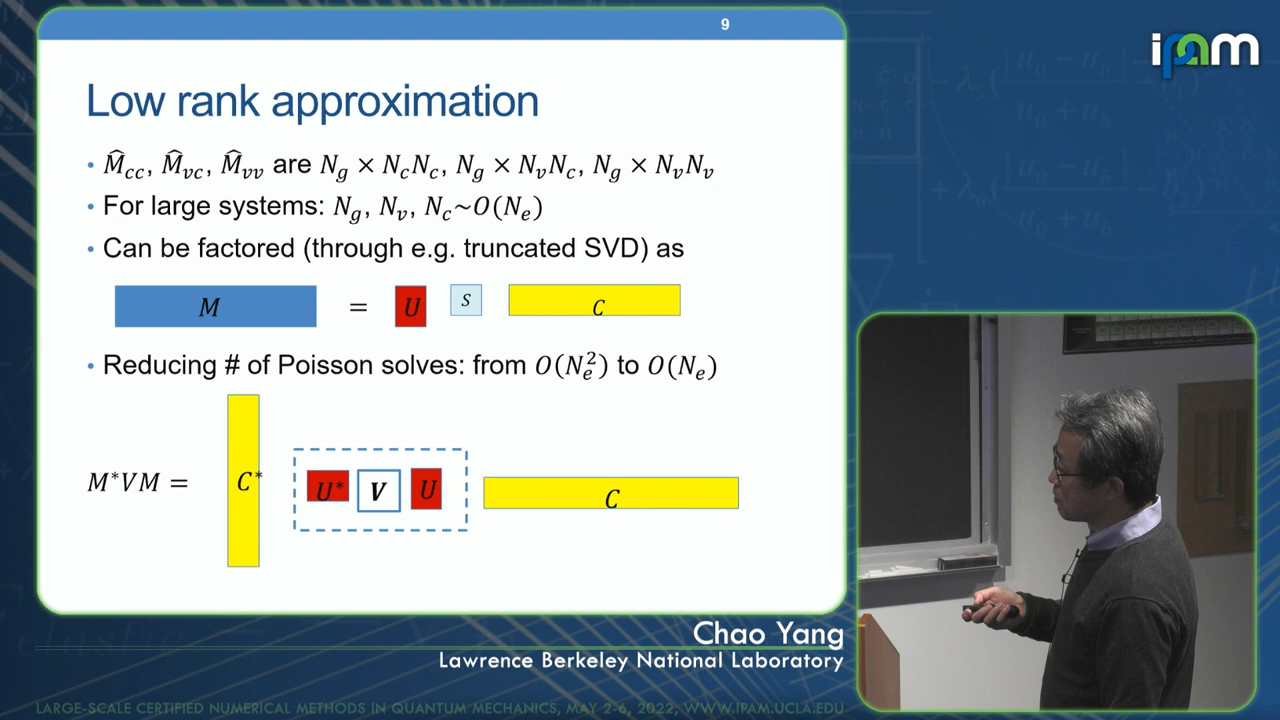 9
ipam
Low rank approximation
• M̂cc, M̂vc, M̂vv are Ng × NcNc, Ng × NvNc, Ng × NvNv
• For large systems: Ng, Nv, Nc~O(Ne)
• Can be factored (through e.g. truncated SVD) as
M = U S C
• Reducing # of Poisson solves: from O(Ne²) to O(Ne)
M*VM = C* U* V U C
Chao Yang
Lawrence Berkeley National Laboratory
LARGE-SCALE CERTIFIED NUMERICAL METHODS IN QUANTUM MECHANICS, MAY 2-6, 2022, WWW.IPAM.UCLA.EDU